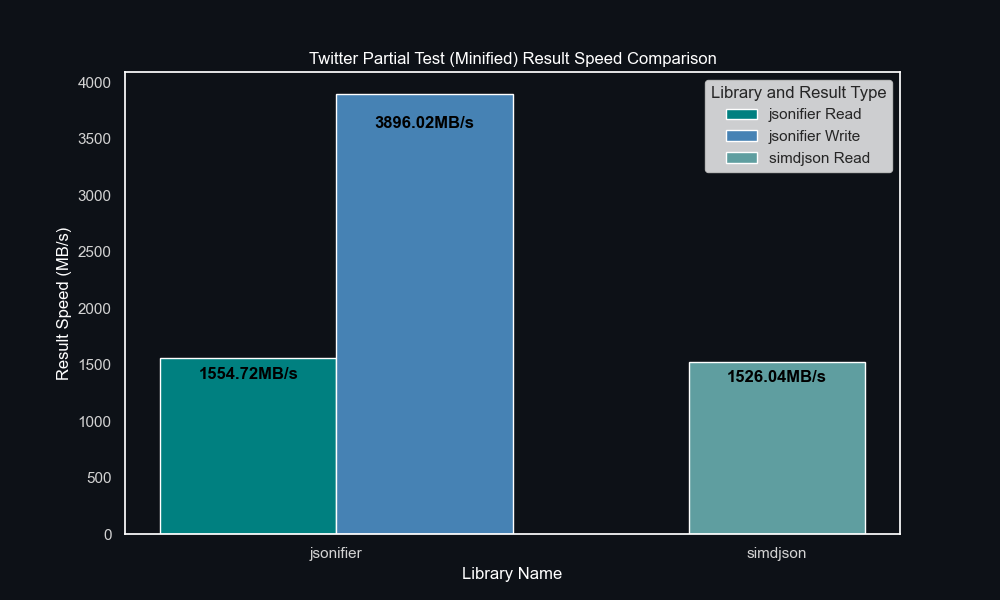 Twitter Partial Test (Minified) Result Speed Comparison
Result Speed (MB/s)
4000
3500
3000
2500
2000
1500
1000
500
0
3896.02MB/s
1554.72MB/s
1526.04MB/s
Library and Result Type
jsonifier Read
jsonifier Write
simdjson Read
jsonifier
simdjson
Library Name